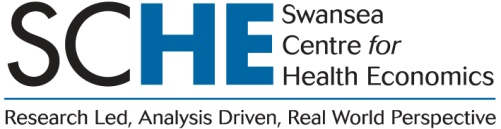 SCHE
Swansea
Centre for
Health Economics
Research Led, Analysis Driven, Real World Perspective